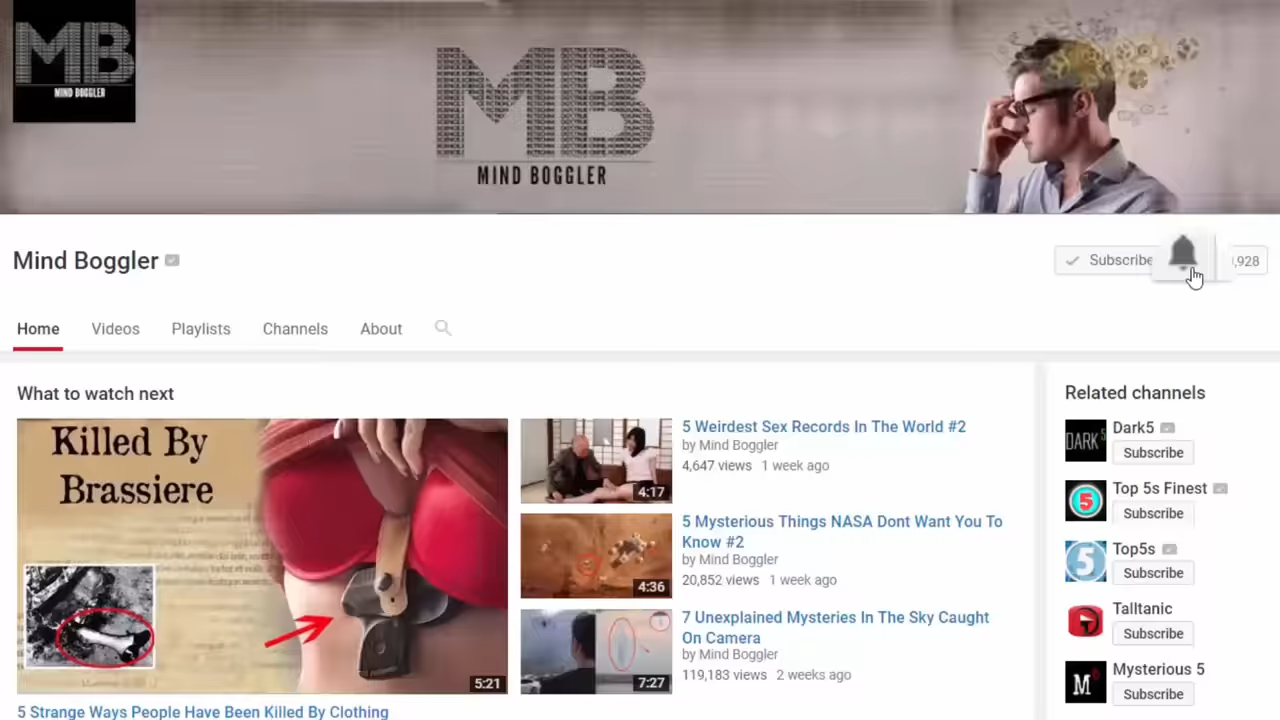 MB
MIND BOGGLER
MB
MIND BOGGLER
Mind Boggler
Subscribe
,928
Home
Videos
Playlists
Channels
About
What to watch next
Killed By
Brassiere
5:21
5 Strange Ways People Have Been Killed By Clothing
4:17
5 Weirdest Sex Records In The World #2
by Mind Boggler
4,647 views 1 week ago
4:36
5 Mysterious Things NASA Dont Want You To
Know #2
by Mind Boggler
20,852 views 1 week ago
7:27
7 Unexplained Mysteries In The Sky Caught
On Camera
by Mind Boggler
119,183 views 2 weeks ago
Related channels
DARK 5
Dark5
Subscribe
5
Top 5s Finest
Subscribe
5
Top5s
Subscribe
Talltanic
Subscribe
M
Mysterious 5
Subscribe